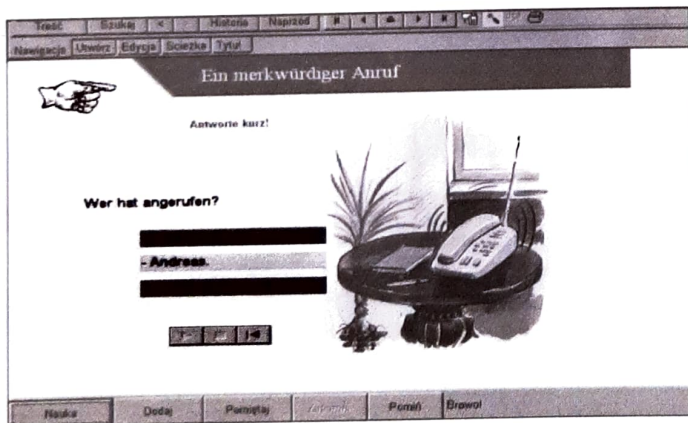 Treść Szukaj < > Historia Naprzód
Nawigacja Utwórz Edycja Ścieżka Tytuł
Ein merkwürdiger Anruf
Antworte kurz!
Wer hat angerufen?
- Andreas.
Nauka Dodaj Pamiętaj Pomiń Brawo!